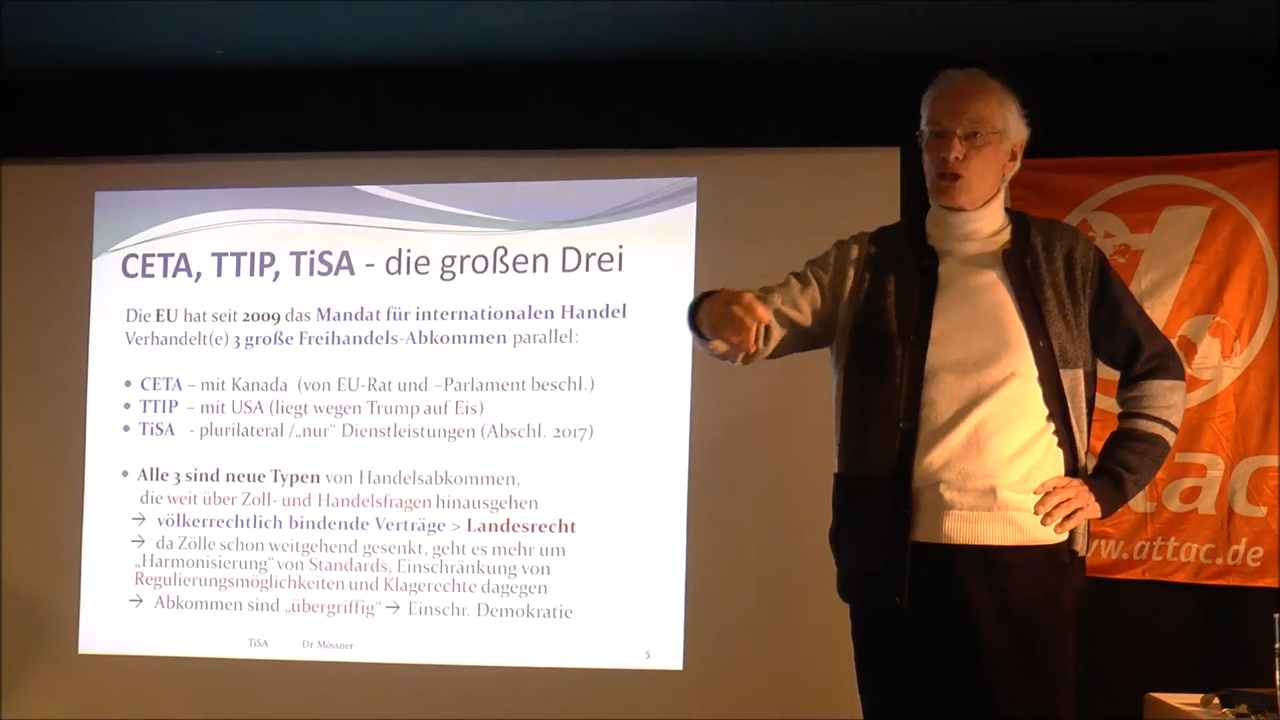 CETA, TTIP, TiSA - die großen Drei
Die EU hat seit 2009 das Mandat für internationalen Handel
Verhandelt(e) 3 große Freihandels-Abkommen parallel:
• CETA – mit Kanada (von EU-Rat und –Parlament beschl.)
• TTIP – mit USA (liegt wegen Trump auf Eis)
• TiSA - plurilateral /„nur“ Dienstleistungen (Abschl. 2017)
• Alle 3 sind neue Typen von Handelsabkommen,
die weit über Zoll- und Handelsfragen hinausgehen
→ völkerrechtlich bindende Verträge > Landesrecht
→ da Zölle schon weitgehend gesenkt, geht es mehr um
„Harmonisierung“ von Standards, Einschränkung von
Regulierungsmöglichkeiten und Klagerechte dagegen
→ Abkommen sind „übergriffig“ → Einschr. Demokratie
TiSA Dr. Mössner 5
ttac
www.attac.de